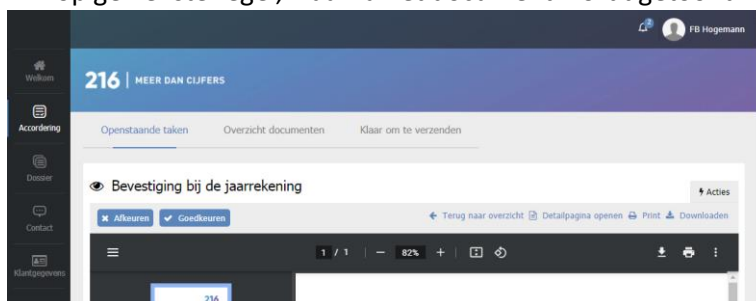 2
FB Hogemann
Welkom
216 | MEER DAN CIJFERS
Accordering
Openstaande taken Overzicht documenten Klaar om te verzenden
Dossier
Bevestiging bij de jaarrekening
Acties
Afkeuren Goedkeuren Terug naar overzicht Detailpagina openen Print Downloaden
Contact
1 / 1 − 82% +
Klantgegevens
216